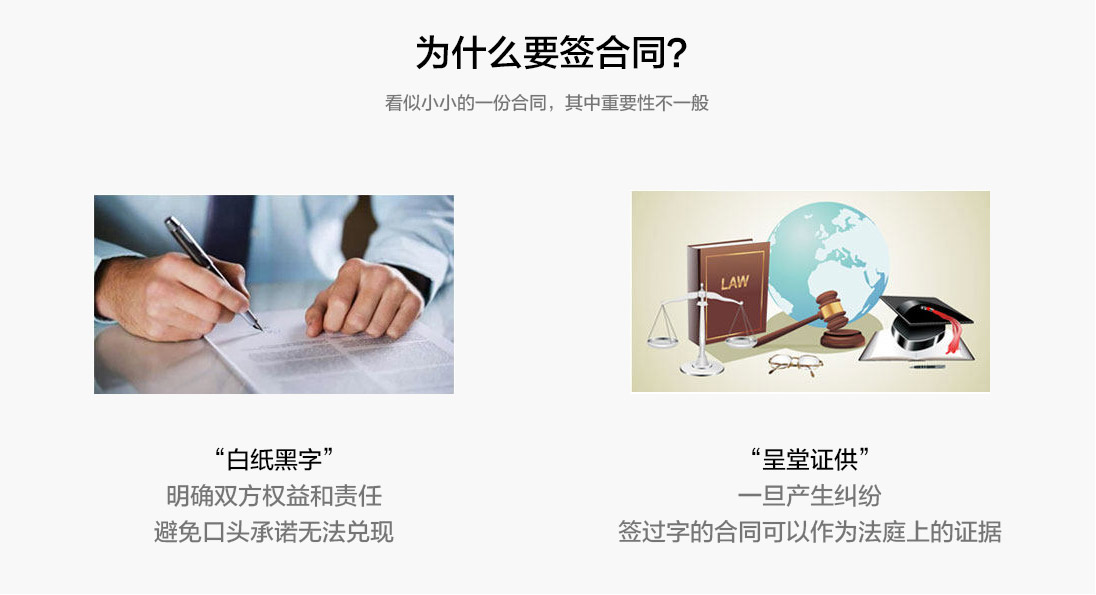 为什么要签合同?
看似小小的一份合同，其中重要性不一般
LAW
“白纸黑字”
明确双方权益和责任
避免口头承诺无法兑现
“呈堂证供”
一旦产生纠纷
签过字的合同可以作为法庭上的证据